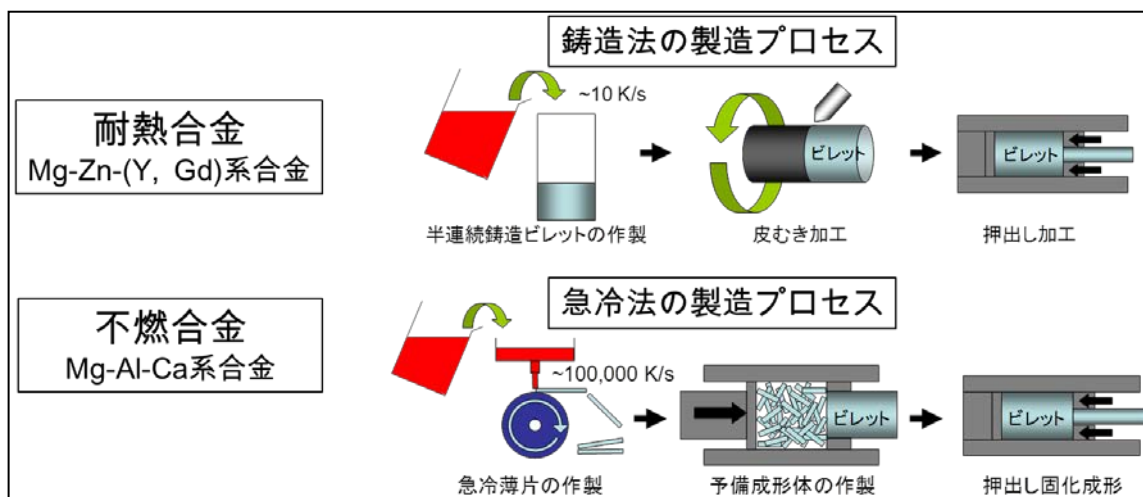 鋳造法の製造プロセス
耐熱合金
Mg-Zn-(Y, Gd)系合金
~10 K/s
ビレット
ビレット
半連続鋳造ビレットの作製
皮むき加工
押出し加工
急冷法の製造プロセス
不燃合金
Mg-Al-Ca系合金
~100,000 K/s
ビレット
ビレット
急冷薄片の作製
予備成形体の作製
押出し固化成形